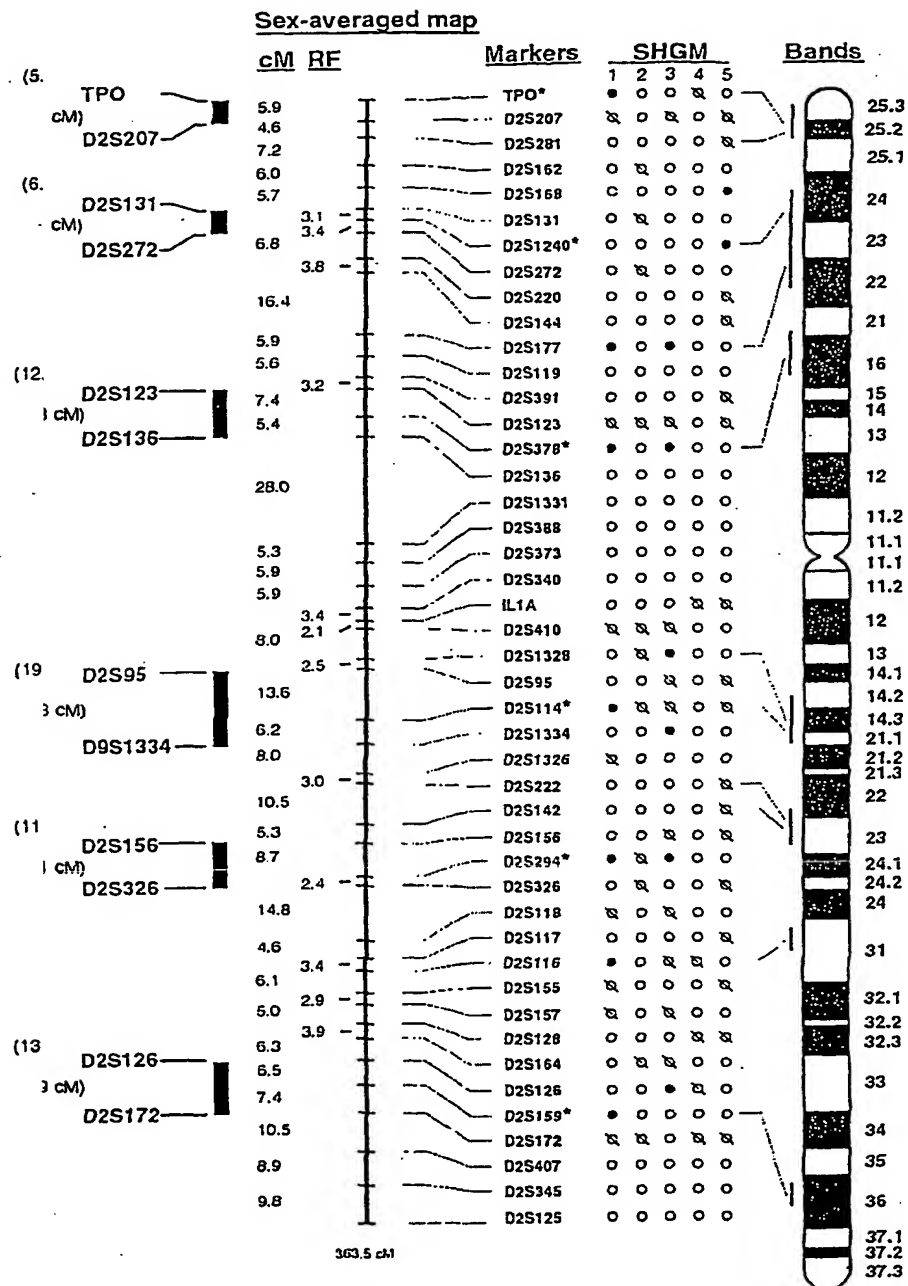 Sex-averaged map
cM RF Markers SHGM Bands
1 2 3 4 5
(5.
TPO
cM)
D2S207
(6.
D2S131
cM)
D2S272
(12.
D2S123
cM)
D2S136
(19
D2S95
cM)
D9S1334
(11
D2S156
cM)
D2S326
(13
D2S126
cM)
D2S172
5.9
4.6
7.2
6.0
5.7
6.8
16.4
5.9
5.6
7.4
5.4
28.0
5.3
5.9
5.9
8.0
13.6
6.2
8.0
10.5
5.3
8.7
14.8
4.6
6.1
5.0
6.3
6.5
7.4
10.5
8.9
9.8
3.1
3.4
3.8
3.2
3.4
2.1
2.5
3.0
2.4
3.4
2.9
3.9
363.5 cM
TPO*
D2S207
D2S281
D2S162
D2S168
D2S131
D2S1240*
D2S272
D2S220
D2S144
D2S177
D2S119
D2S391
D2S123
D2S378*
D2S136
D2S1331
D2S388
D2S373
D2S340
IL1A
D2S410
D2S1328
D2S95
D2S114*
D2S1334
D2S1326
D2S222
D2S142
D2S156
D2S294*
D2S326
D2S118
D2S117
D2S116
D2S155
D2S157
D2S128
D2S164
D2S126
D2S159*
D2S172
D2S407
D2S345
D2S125
25.3
25.2
25.1
24
23
22
21
16
15
14
13
12
11.2
11.1
11.1
11.2
12
13
14.1
14.2
14.3
21.1
21.2
21.3
22
23
24.1
24.2
24
31
32.1
32.2
32.3
33
34
35
36
37.1
37.2
37.3